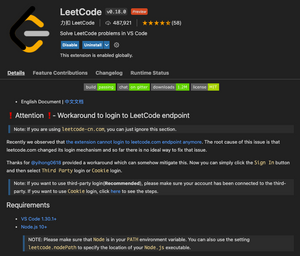 LeetCode v0.18.0 Preview
力扣 LeetCode 487,921 (58)
Solve LeetCode problems in VS Code
Disable Uninstall
This extension is enabled globally.
Details Feature Contributions Changelog Runtime Status
build passing chat on gitter downloads license MIT
• English Document | 中文文档
❗ Attention ❗- Workaround to login to LeetCode endpoint
Note: If you are using leetcode-cn.com, you can just ignore this section.
Recently we observed that the extension cannot login to leetcode.com endpoint anymore. The root cause of this issue is that
leetcode.com changed its login mechanism and so far there is no ideal way to fix that issue.
Thanks for @yihong0618 provided a workaround which can somehow mitigate this. Now you can simply click the Sign In button
and then select Third Party login or Cookie login.
Note: If you want to use third-party login(Recommended), please make sure your account has been connected to the third-
party. If you want to use Cookie login, click here to see the steps.
Requirements
• VS Code 1.30.1+
• Node.js 10+
NOTE: Please make sure that Node is in your PATH environment variable. You can also use the setting
leetcode.nodePath to specify the location of your Node.js executable.